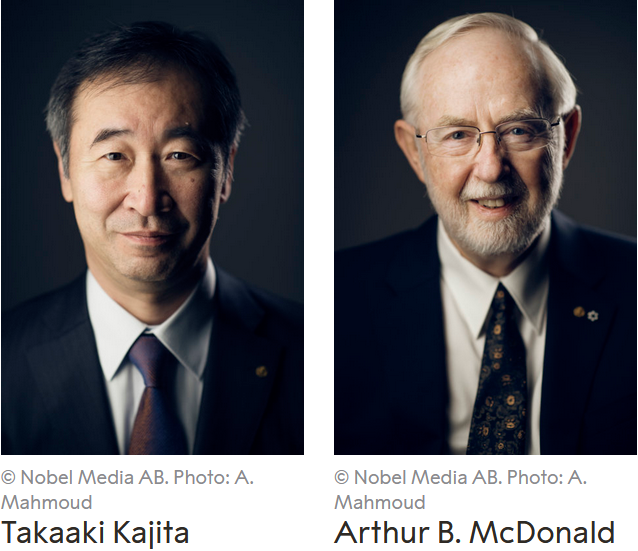 © Nobel Media AB. Photo: A.
Mahmoud
Takaaki Kajita
© Nobel Media AB. Photo: A.
Mahmoud
Arthur B. McDonald